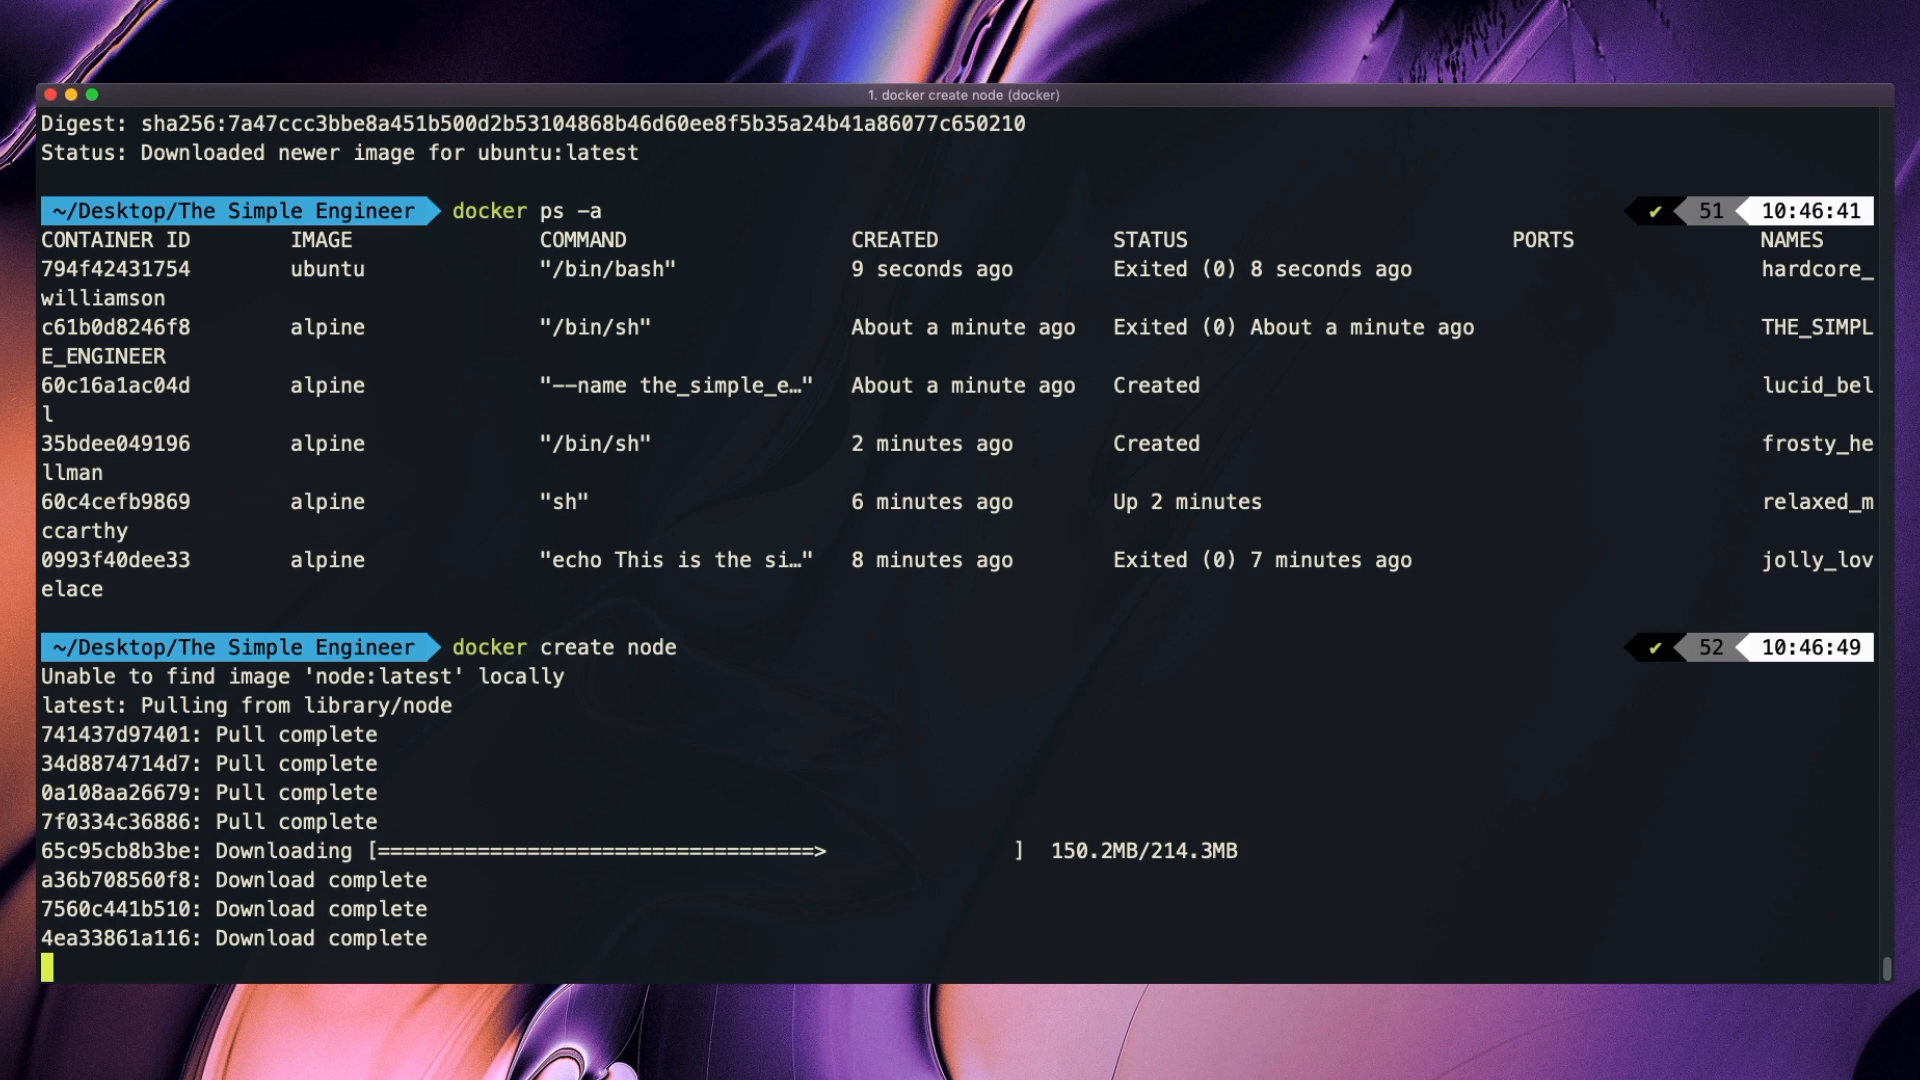 1. docker create node (docker)
Digest: sha256:7a47ccc3bbe8a451b500d2b53104868b46d60ee8f5b35a24b41a86077c650210
Status: Downloaded newer image for ubuntu:latest
~/Desktop/The Simple Engineer docker ps -a ✔ 51 10:46:41
CONTAINER ID IMAGE COMMAND CREATED STATUS PORTS NAMES
794f42431754 ubuntu "/bin/bash" 9 seconds ago Exited (0) 8 seconds ago hardcore_
williamson
c61b0d8246f8 alpine "/bin/sh" About a minute ago Exited (0) About a minute ago THE_SIMPL
E_ENGINEER
60c16a1ac04d alpine "--name the_simple_e…" About a minute ago Created lucid_bel
l
35bdee049196 alpine "/bin/sh" 2 minutes ago Created frosty_he
llman
60c4cefb9869 alpine "sh" 6 minutes ago Up 2 minutes relaxed_m
ccarthy
0993f40dee33 alpine "echo This is the si…" 8 minutes ago Exited (0) 7 minutes ago jolly_lov
elace
~/Desktop/The Simple Engineer docker create node ✔ 52 10:46:49
Unable to find image 'node:latest' locally
latest: Pulling from library/node
741437d97401: Pull complete
34d8874714d7: Pull complete
0a108aa26679: Pull complete
7f0334c36886: Pull complete
65c95cb8b3be: Downloading [===================================> ] 150.2MB/214.3MB
a36b708560f8: Download complete
7560c441b510: Download complete
4ea33861a116: Download complete